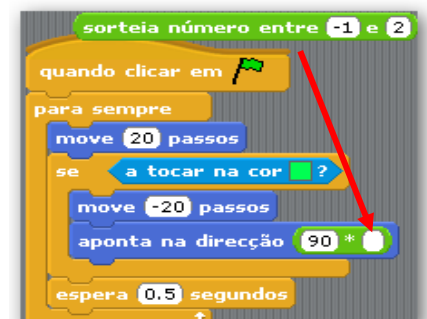 sorteia número entre -1 e 2
quando clicar em
para sempre
move 20 passos
se a tocar na cor ?
move -20 passos
aponta na direcção 90 *
espera 0.5 segundos